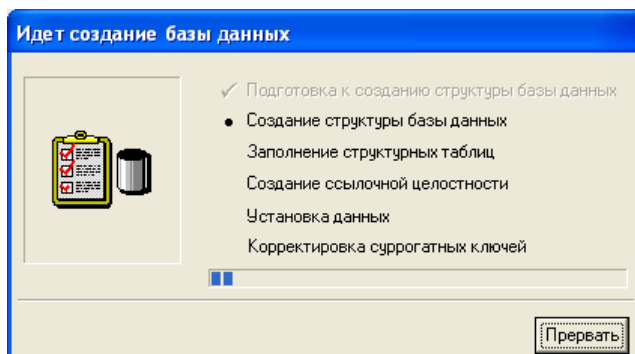 Идет создание базы данных
Подготовка к созданию структуры базы данных
Создание структуры базы данных
Заполнение структурных таблиц
Создание ссылочной целостности
Установка данных
Корректировка суррогатных ключей
Прервать